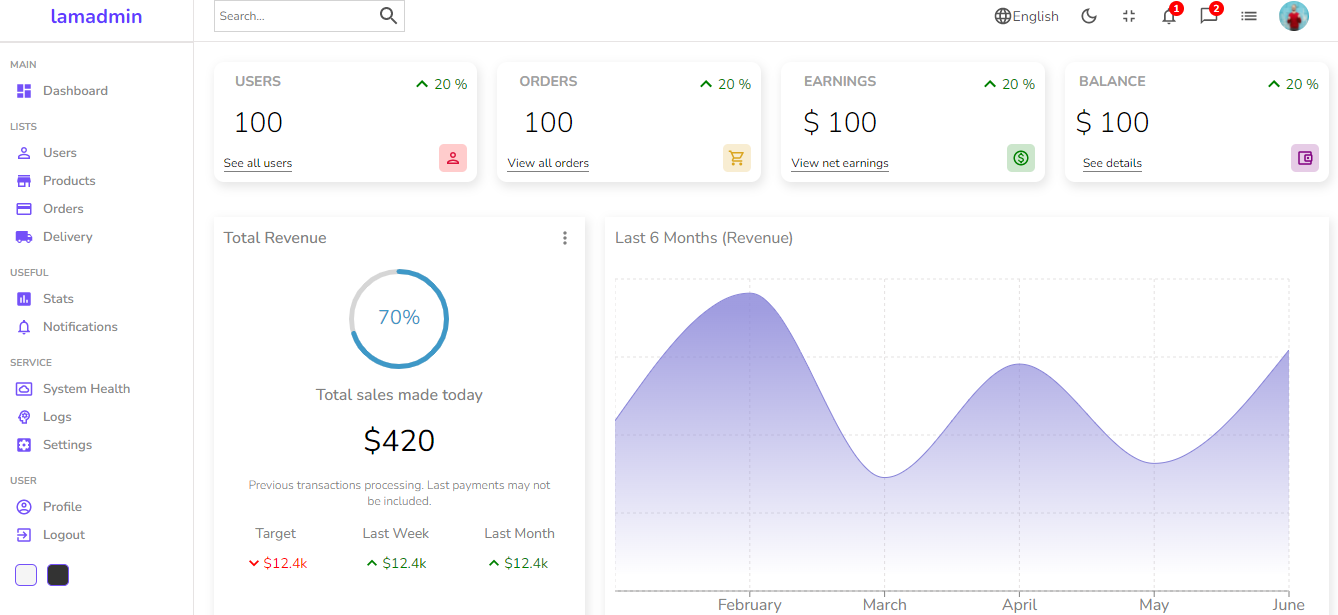 lamadmin
Search...
English
1
2
MAIN
Dashboard
LISTS
Users
Products
Orders
Delivery
USEFUL
Stats
Notifications
SERVICE
System Health
Logs
Settings
USER
Profile
Logout
USERS
20 %
100
See all users
ORDERS
20 %
100
View all orders
EARNINGS
20 %
$ 100
View net earnings
BALANCE
20 %
$ 100
See details
Total Revenue
70%
Total sales made today
$420
Previous transactions processing. Last payments may not
be included.
Target
Last Week
Last Month
$12.4k
$12.4k
$12.4k
Last 6 Months (Revenue)
February
March
April
May
June